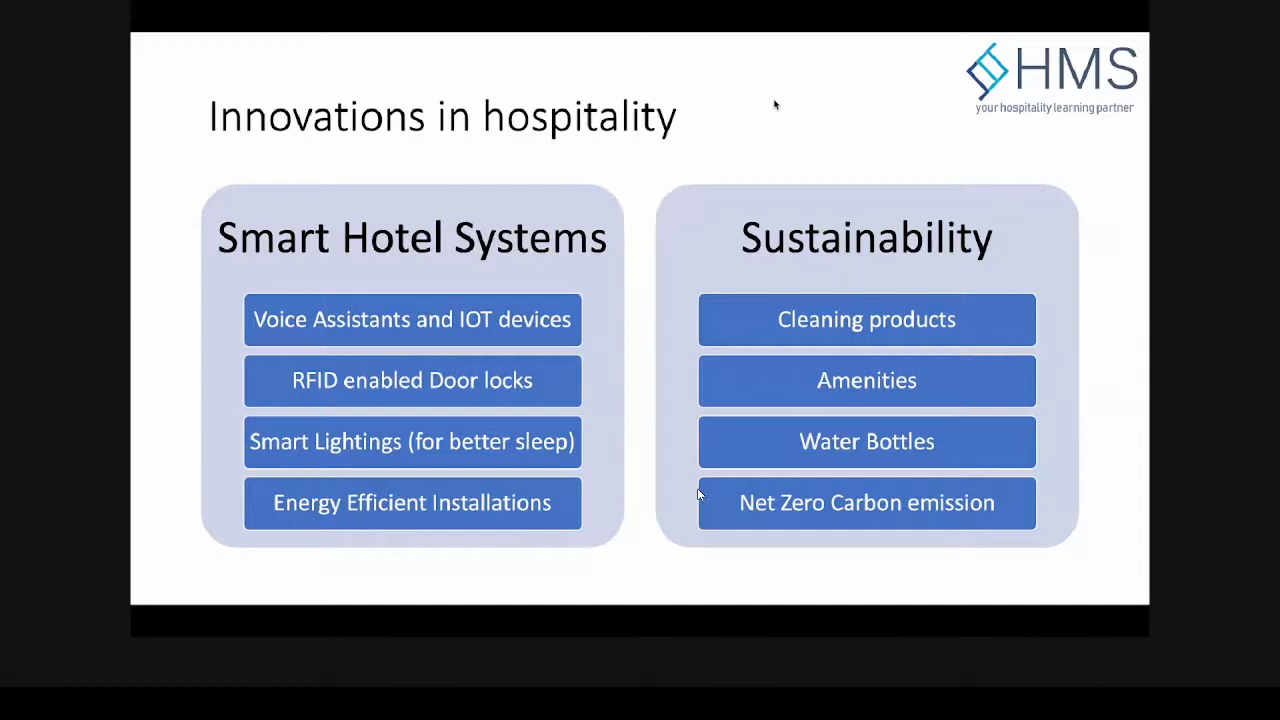 HMS
your hospitality learning partner
Innovations in hospitality
Smart Hotel Systems
Voice Assistants and IOT devices
RFID enabled Door locks
Smart Lightings (for better sleep)
Energy Efficient Installations
Sustainability
Cleaning products
Amenities
Water Bottles
Net Zero Carbon emission